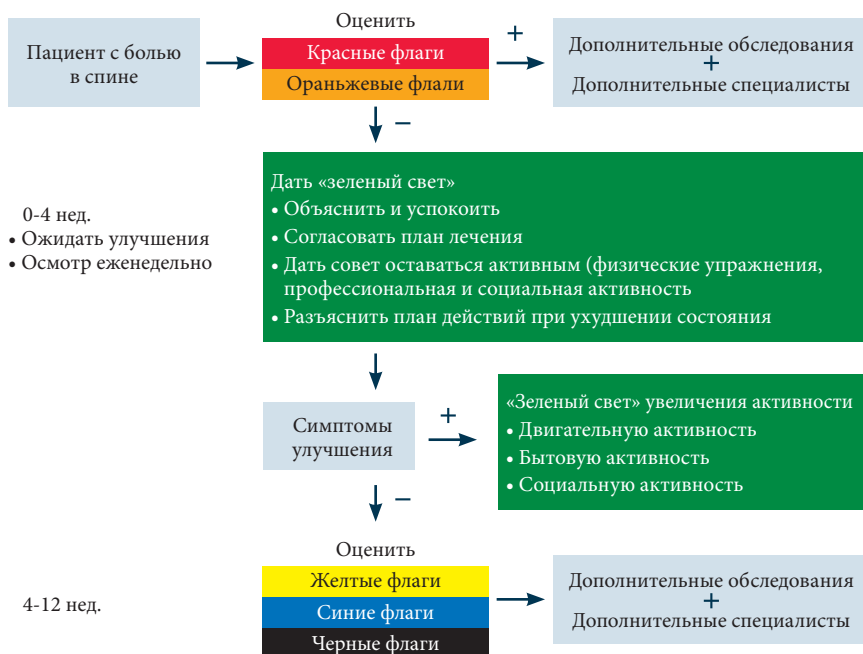 Пациент с болью
в спине
Оценить
Красные флаги
Ораньжевые флали
+
Дополнительные обследования
+
Дополнительные специалисты
–
0-4 нед.
• Ожидать улучшения
• Осмотр еженедельно
Дать «зеленый свет»
• Объяснить и успокоить
• Согласовать план лечения
• Дать совет оставаться активным (физические упражнения,
профессиональная и социальная активность
• Разъяснить план действий при ухудшении состояния
Симптомы
улучшения
+
«Зеленый свет» увеличения активности
• Двигательную активность
• Бытовую активность
• Социальную активность
–
4-12 нед.
Оценить
Желтые флаги
Синие флаги
Черные флаги
Дополнительные обследования
+
Дополнительные специалисты